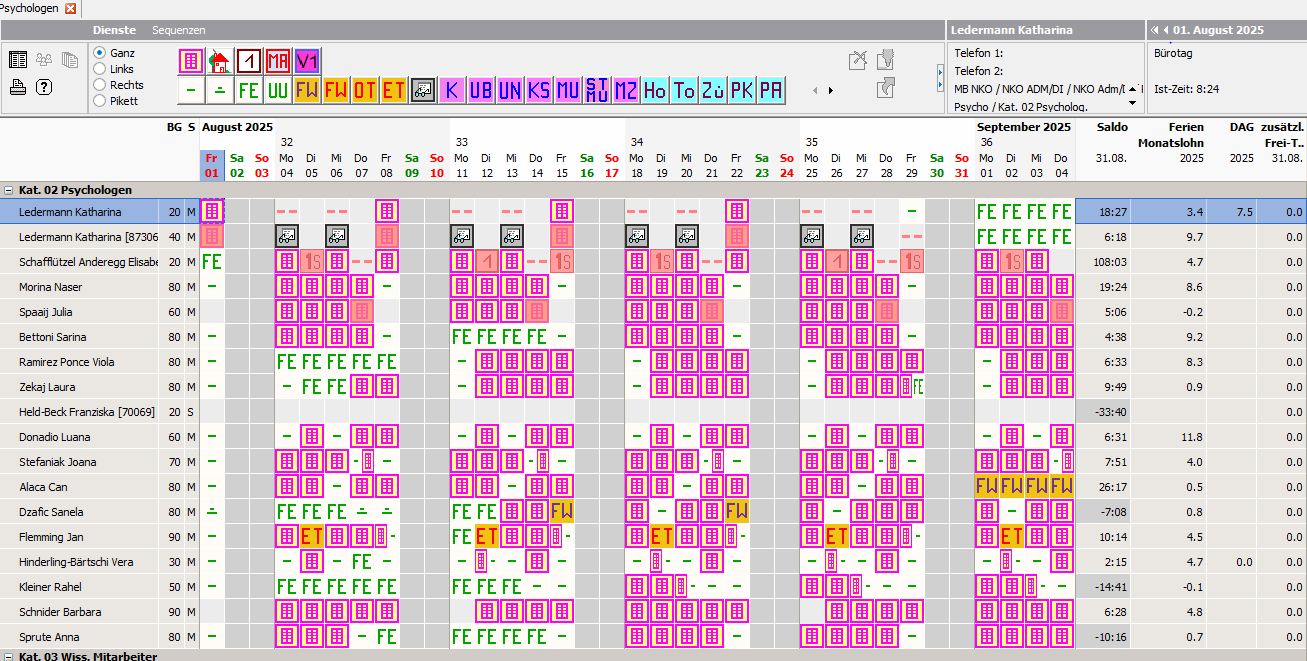 Psychologen
Dienste Sequenzen
Ledermann Katharina
01. August 2025
Ganz
Links
Rechts
Pikett
1 MA V1
- FE UU FW FW OT ET K UB UN KS MU STMU MZ Ho To Zü PK PA
Telefon 1:
Telefon 2:
MB NKO / NKO ADM/DI / NKO Adm/I
Psycho / Kat. 02 Psycholog.
Bürotag
Ist-Zeit: 8:24
BG S August 2025 September 2025 Saldo Ferien DAG zusätzl.
32 33 34 35 36 Monatslohn Frei-T..
Fr Sa So Mo Di Mi Do Fr Sa So Mo Di Mi Do Fr Sa So Mo Di Mi Do Fr Sa So Mo Di Mi Do Fr Sa So Mo Di Mi Do 31.08. 2025 2025 31.08.
01 02 03 04 05 06 07 08 09 10 11 12 13 14 15 16 17 18 19 20 21 22 23 24 25 26 27 28 29 30 31 01 02 03 04
Kat. 02 Psychologen
Ledermann Katharina 20 M -- -- -- -- -- -- -- -- - FE FE FE FE 18:27 3.4 7.5 0.0
Ledermann Katharina [87306 40 M -- FE FE FE FE 6:18 9.7 0.0
Schafflützel Anderegg Elisabe 20 M FE 1S -- 1 -- 1S 1S -- 1 -- 1S 1S 108:03 4.7 0.0
Morina Naser 80 M - - - - - 19:24 8.6 0.0
Spaaij Julia 60 M 5:06 -0.2 0.0
Bettoni Sarina 80 M - - FE FE FE FE - - - 4:38 9.2 0.0
Ramirez Ponce Viola 80 M - FE FE FE FE FE - - - - 6:33 8.3 0.0
Zekaj Laura 80 M - - FE FE - - - FE - 9:49 0.9 0.0
Held-Beck Franziska [70069] 20 S -33:40 0.0
Donadio Luana 60 M - - - - - - - - - - - 6:31 11.8 0.0
Stefaniak Joana 70 M - - - - - - - - - - 7:51 4.0 0.0
Alaca Can 80 M - - - - - FW FW FW FW 26:17 0.5 0.0
Dzafic Sanela 80 M FE FE FE FE FE FW - FW - - -7:08 0.8 0.0
Flemming Jan 90 M - ET - FE ET - ET - ET - ET 10:14 4.5 0.0
Hinderling-Bärtschi Vera 30 M - - - FE - - - - - - - - - - - - - - - - 2:15 4.7 0.0 0.0
Kleiner Rahel 50 M - FE FE FE FE FE FE FE FE - - - - - - - - - - -14:41 -0.1 0.0
Schnider Barbara 90 M 6:28 4.8 0.0
Sprute Anna 80 M - - FE FE FE FE FE - - - -10:16 0.7 0.0
Kat. 03 Wiss. Mitarbeiter